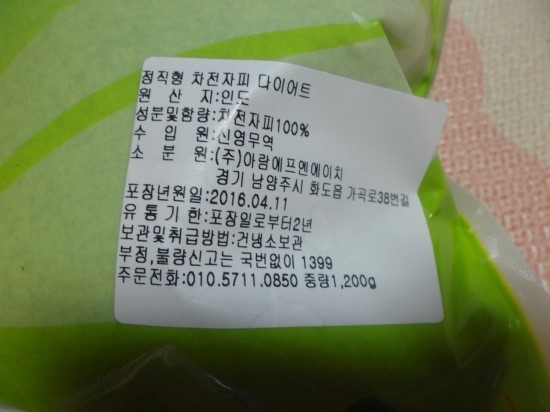 정직형 차전자피 다이어트
원 산 지:인도
성분및함량:차전자피100%
수 입 원:신영무역
소 분 원:(주)아람에프엔에이치
경기 남양주시 화도읍 가곡로38번길
포장년원일:2016.04.11
유 통 기 한:포장일로부터2년
보관및취급방법:건냉소보관
부정,불량신고는 국번없이 1399
주문전화:010.5711.0850 중량1,200g